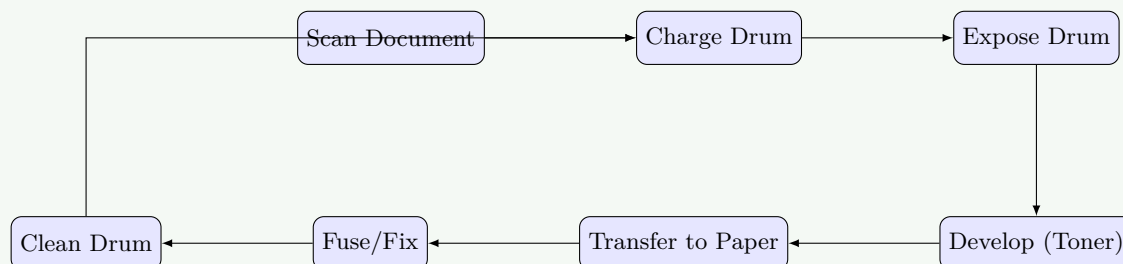 Scan Document
Charge Drum
Expose Drum
Clean Drum
Fuse/Fix
Transfer to Paper
Develop (Toner)